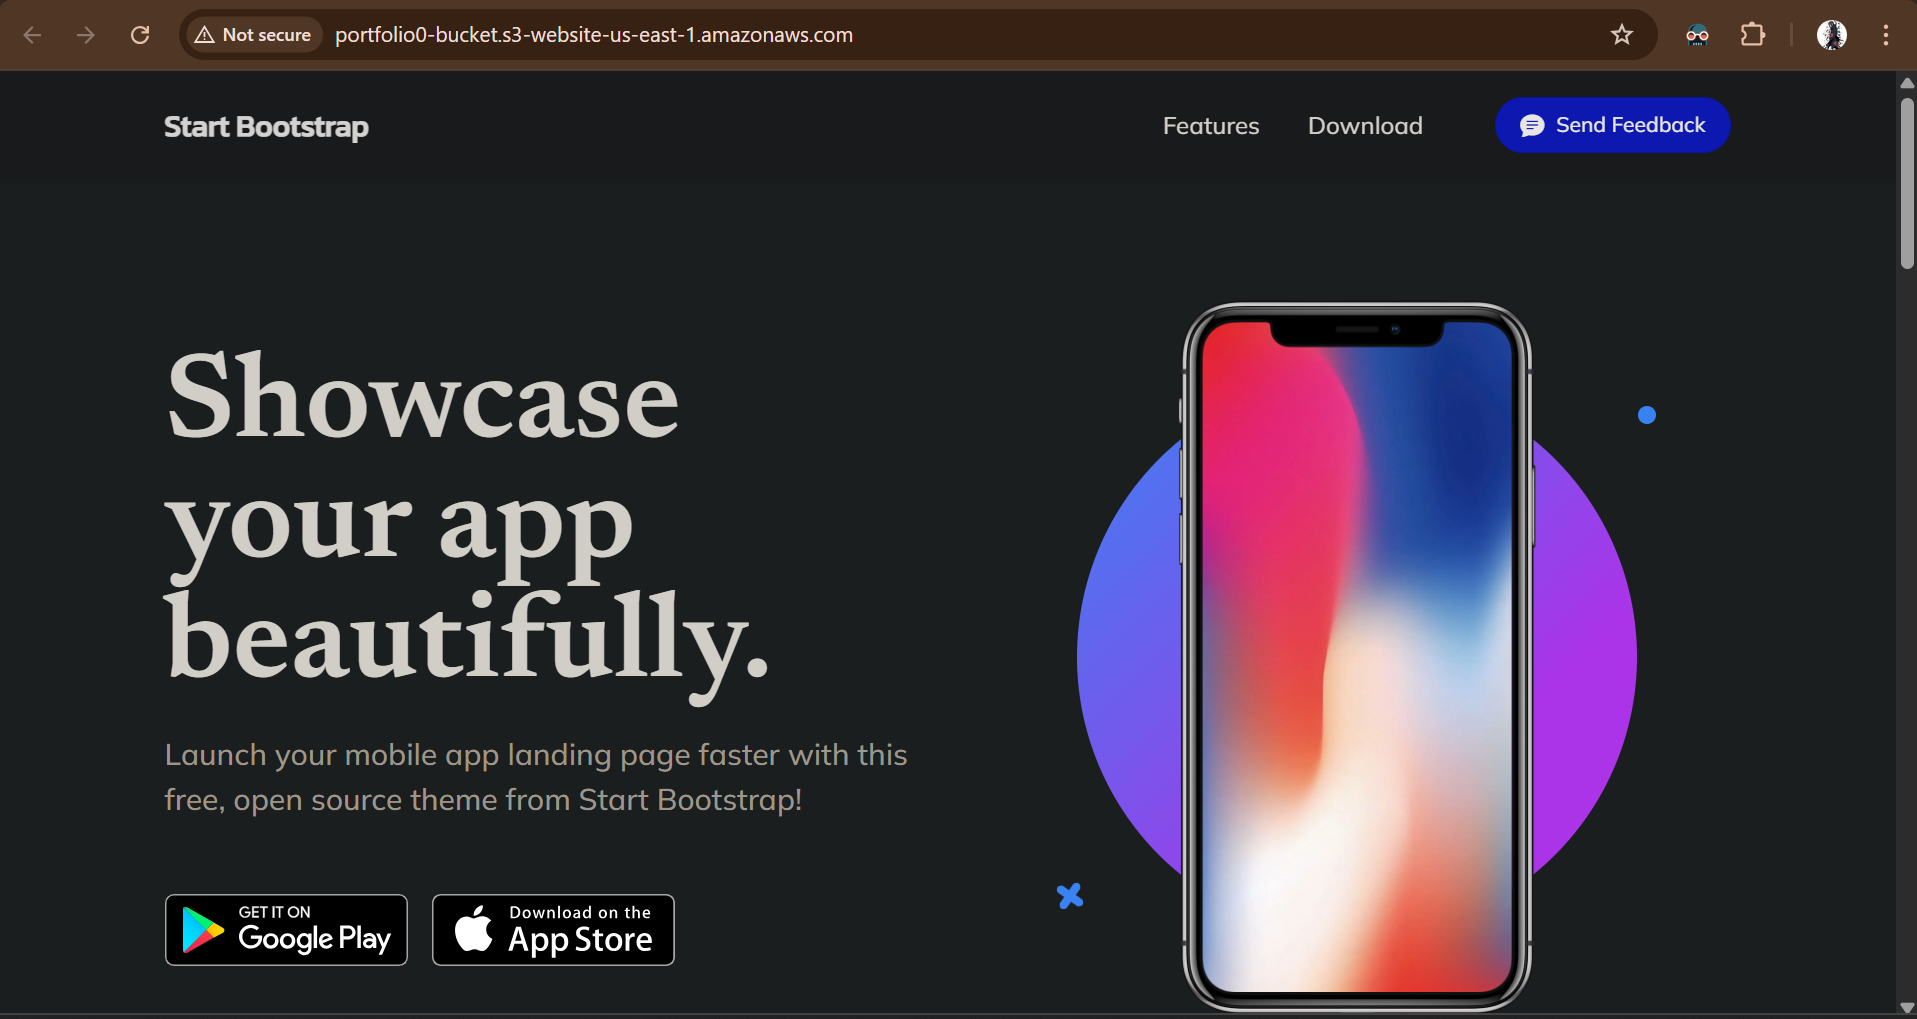 Not secure
portfolio0-bucket.s3-website-us-east-1.amazonaws.com
Start Bootstrap
Features
Download
Send Feedback
Showcase
your app
beautifully.
Launch your mobile app landing page faster with this
free, open source theme from Start Bootstrap!
GET IT ON
Google Play
Download on the
App Store